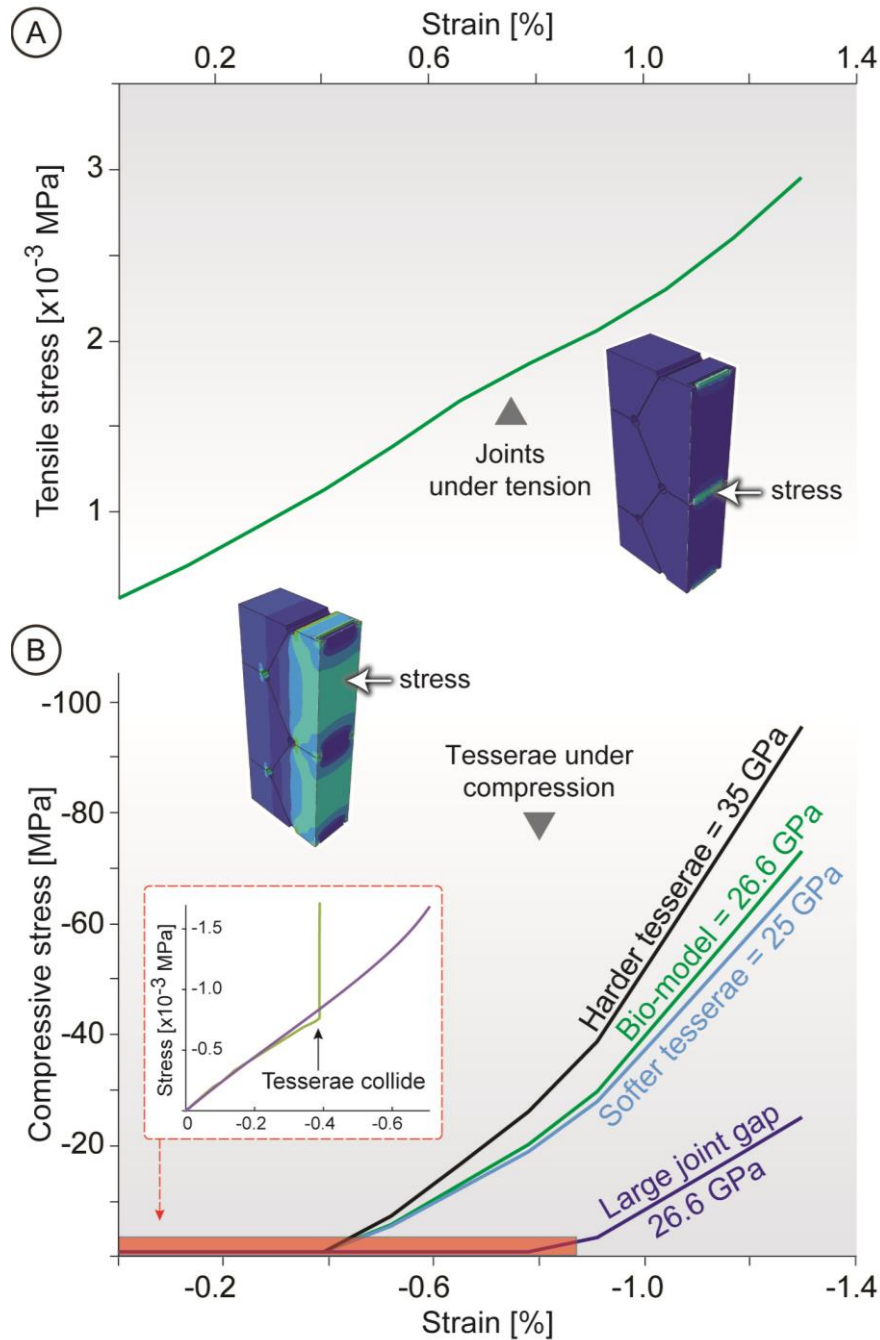 A
Strain [%]
0.2
0.6
1.0
1.4
Tensile stress [x10⁻³ MPa]
3
2
1
Joints
under tension
stress
B
stress
Tesserae under
compression
Compressive stress [MPa]
-100
-80
-60
-40
-20
Harder tesserae = 35 GPa
Bio-model = 26.6 GPa
Softer tesserae = 25 GPa
Large joint gap
26.6 GPa
Stress [x10⁻³ MPa]
-1.5
-1.0
-0.5
Tesserae collide
0
-0.2
-0.4
-0.6
-0.2
-0.6
-1.0
-1.4
Strain [%]